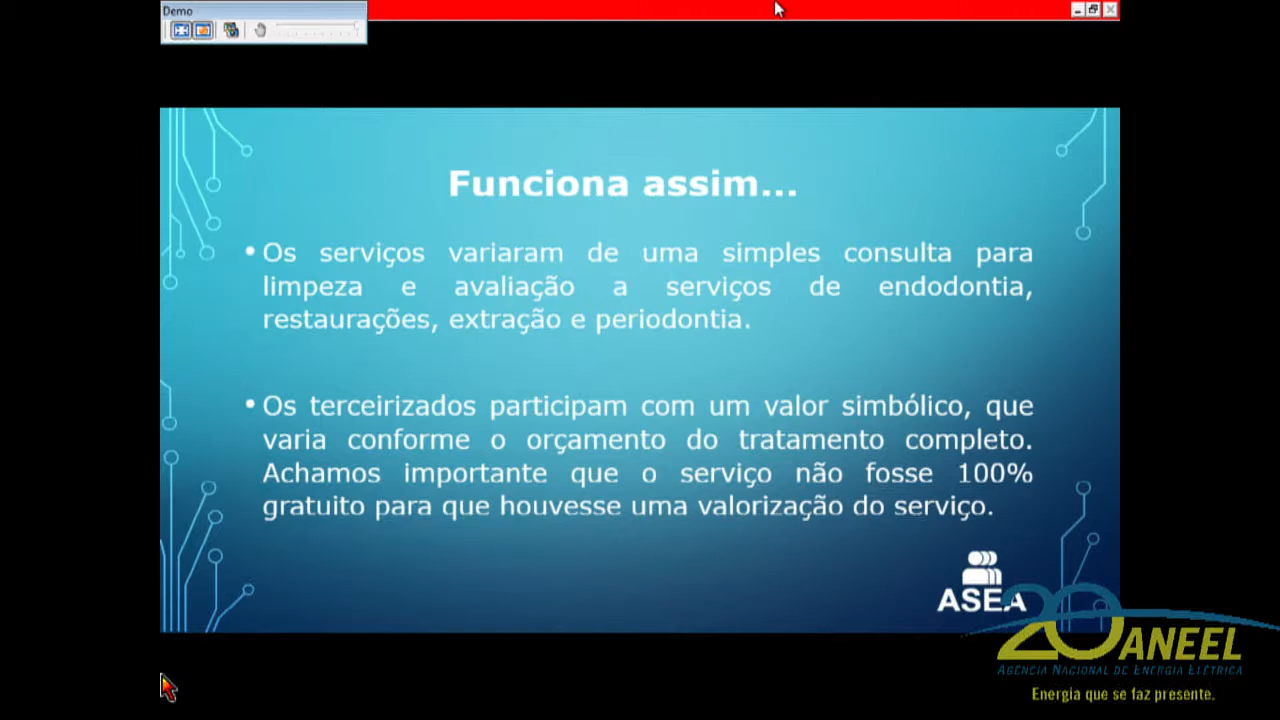 Demo
Funciona assim...
• Os serviços variaram de uma simples consulta para
limpeza e avaliação a serviços de endodontia,
restaurações, extração e periodontia.
• Os terceirizados participam com um valor simbólico, que
varia conforme o orçamento do tratamento completo.
Achamos importante que o serviço não fosse 100%
gratuito para que houvesse uma valorização do serviço.
ASEA
20 ANEEL
AGÊNCIA NACIONAL DE ENERGIA ELÉTRICA
Energia que se faz presente.